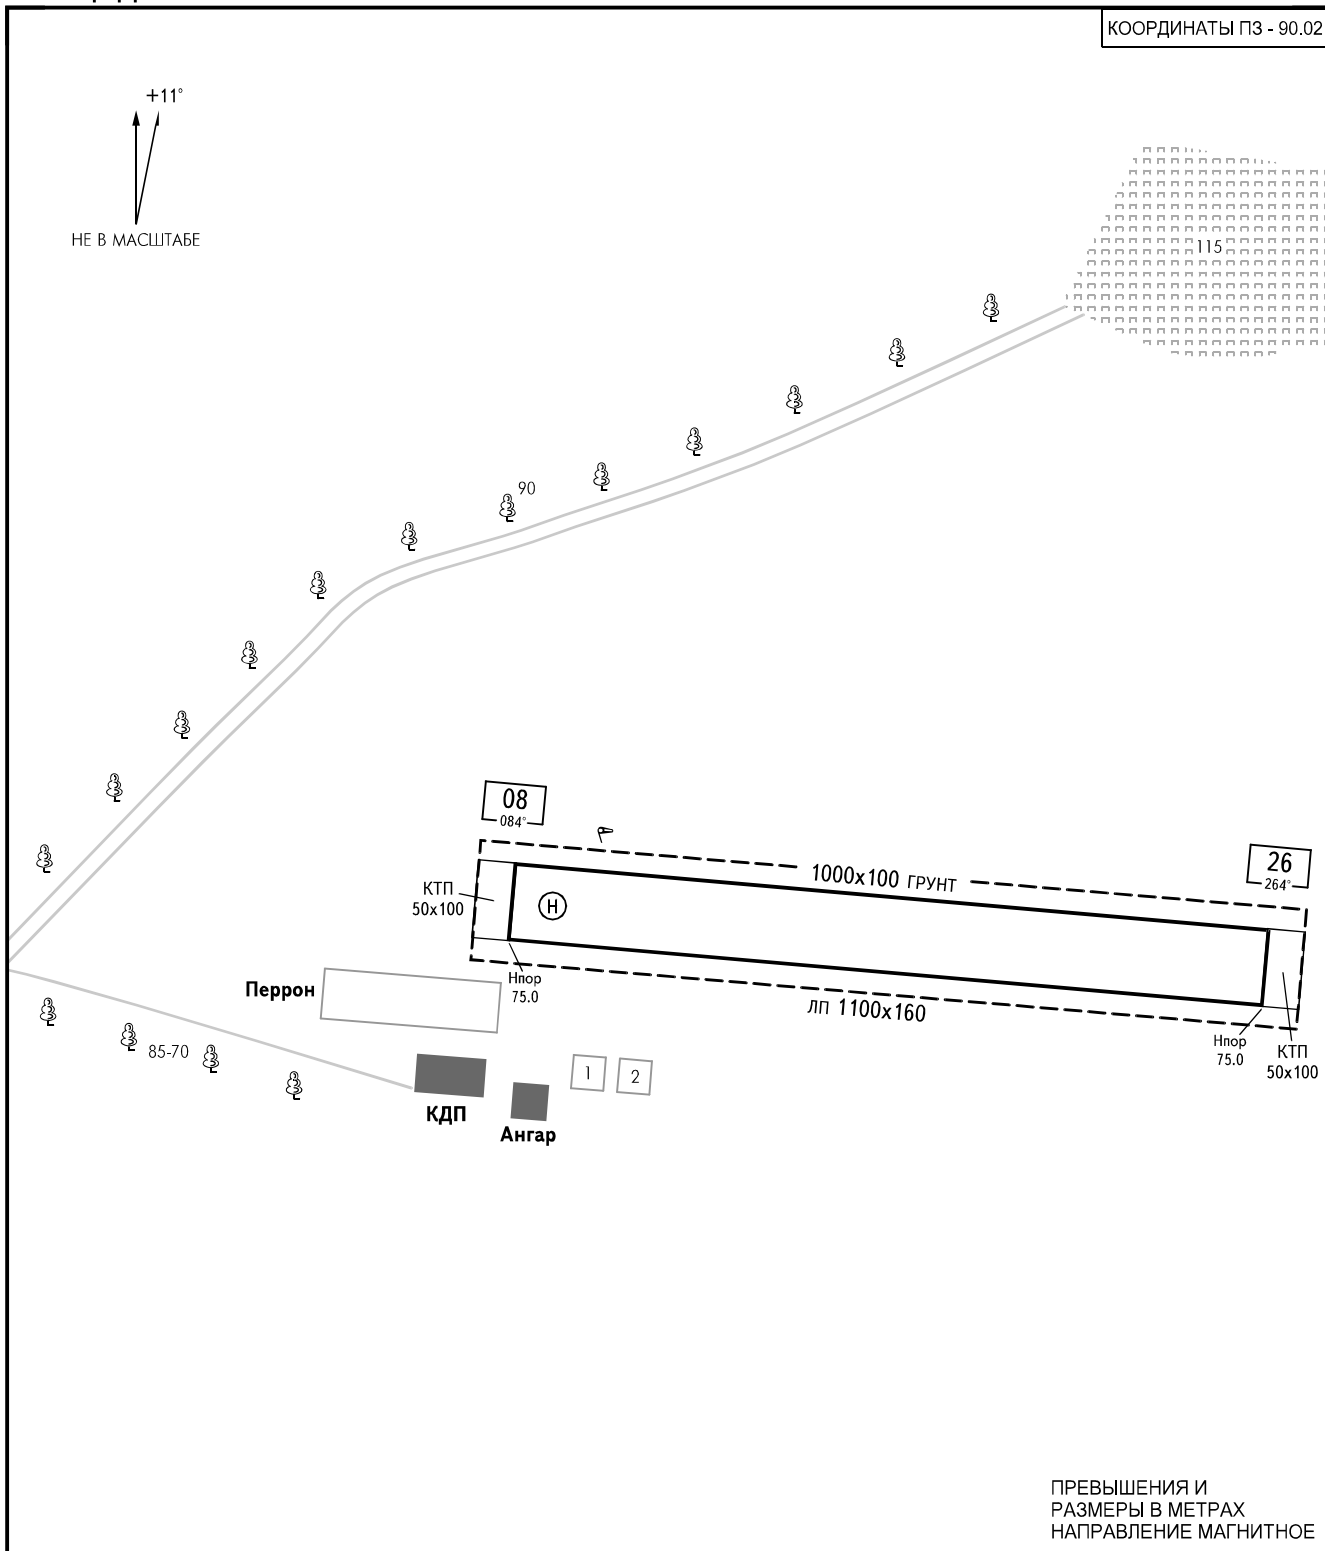 КООРДИНАТЫ ПЗ - 90.02
+11°
НЕ В МАСШТАБЕ
115
90
08
084°
26
264°
1000x100 ГРУНТ
КТП
50x100
H
Нпор
75.0
Перрон
ЛП 1100x160
Нпор
75.0
КТП
50x100
85-70
1
2
КДП
Ангар
ПРЕВЫШЕНИЯ И
РАЗМЕРЫ В МЕТРАХ
НАПРАВЛЕНИЕ МАГНИТНОЕ